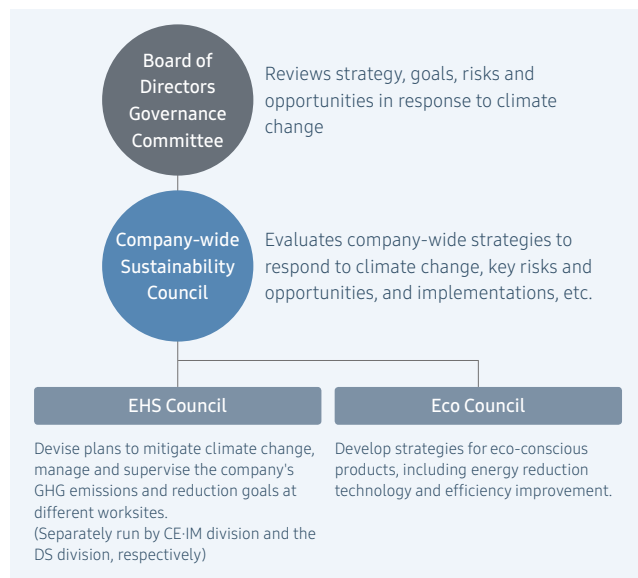 Board of
Directors
Governance
Committee
Reviews strategy, goals, risks and
opportunities in response to climate
change
Company-wide
Sustainability
Council
Evaluates company-wide strategies to
respond to climate change, key risks and
opportunities, and implementations, etc.
EHS Council
Devise plans to mitigate climate change,
manage and supervise the company's
GHG emissions and reduction goals at
different worksites.
(Separately run by CE·IM division and the
DS division, respectively)
Eco Council
Develop strategies for eco-conscious
products, including energy reduction
technology and efficiency improvement.